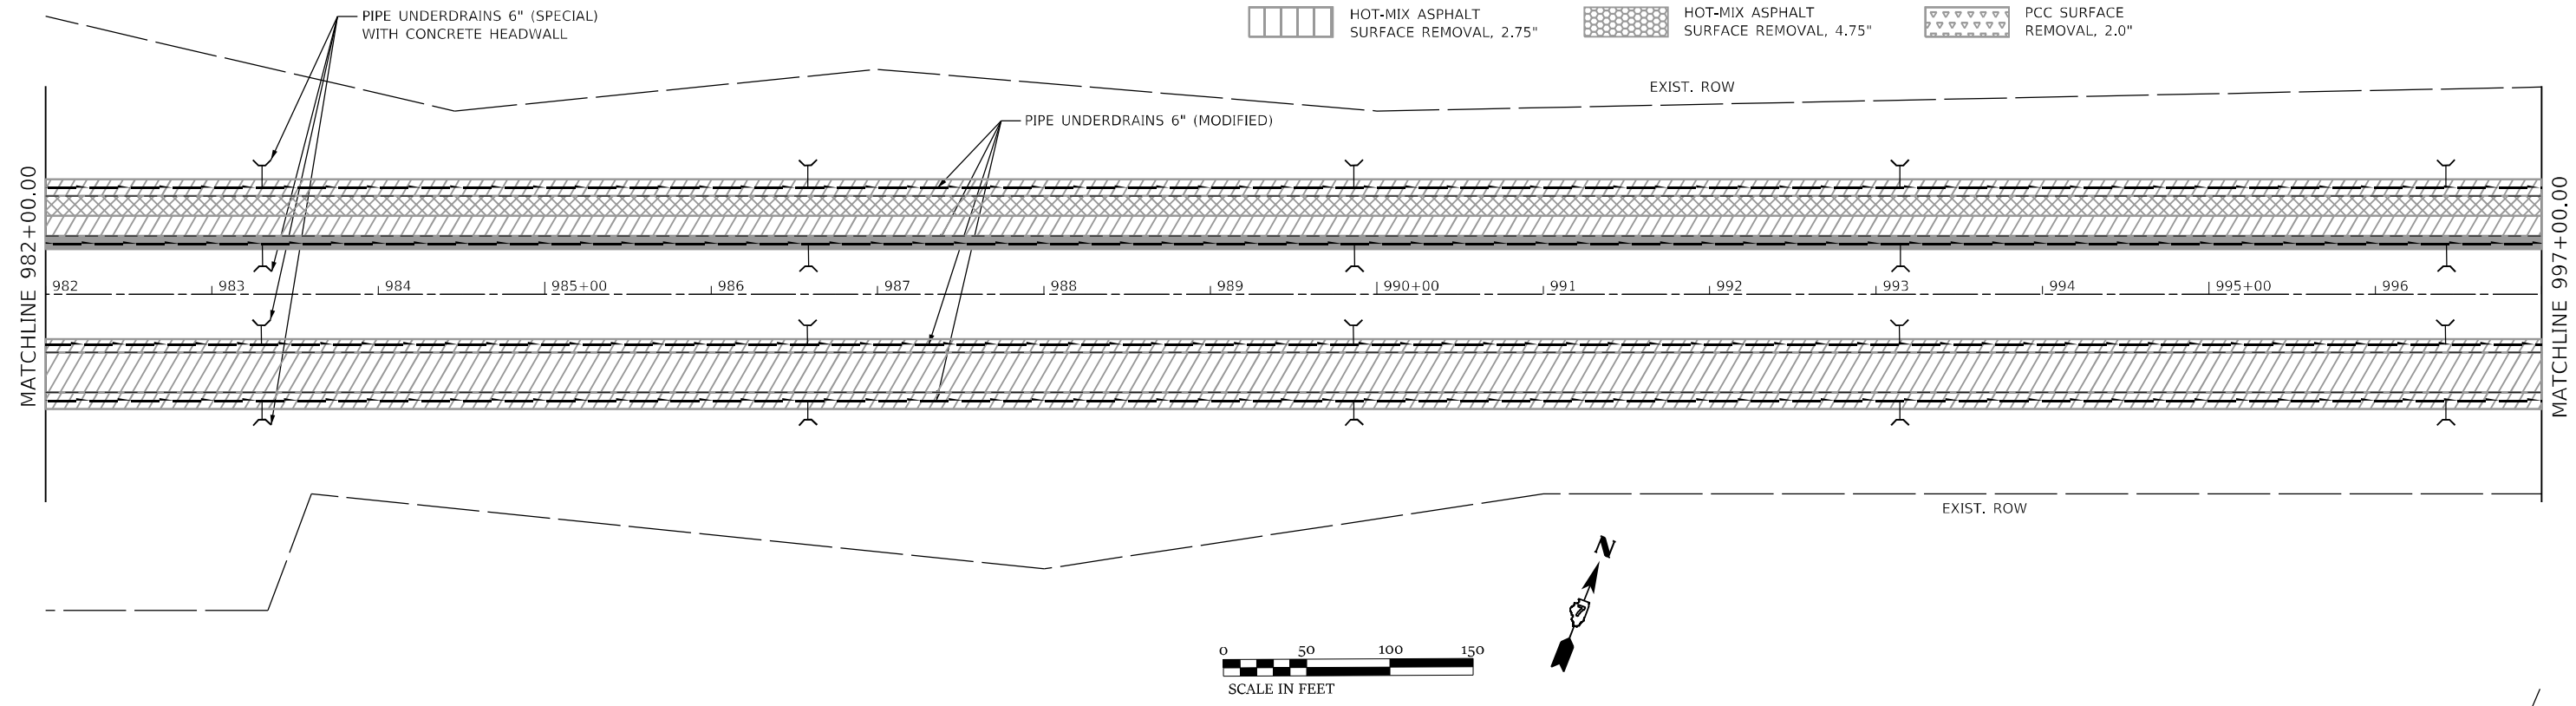 PIPE UNDERDRAINS 6" (SPECIAL)
WITH CONCRETE HEADWALL
HOT-MIX ASPHALT
SURFACE REMOVAL, 2.75"
HOT-MIX ASPHALT
SURFACE REMOVAL, 4.75"
PCC SURFACE
REMOVAL, 2.0"
EXIST. ROW
PIPE UNDERDRAINS 6" (MODIFIED)
MATCHLINE 982+00.00
MATCHLINE 997+00.00
982 983 984 985+00 986 987 988 989 990+00 991 992 993 994 995+00 996
EXIST. ROW
N
0 50 100 150
SCALE IN FEET